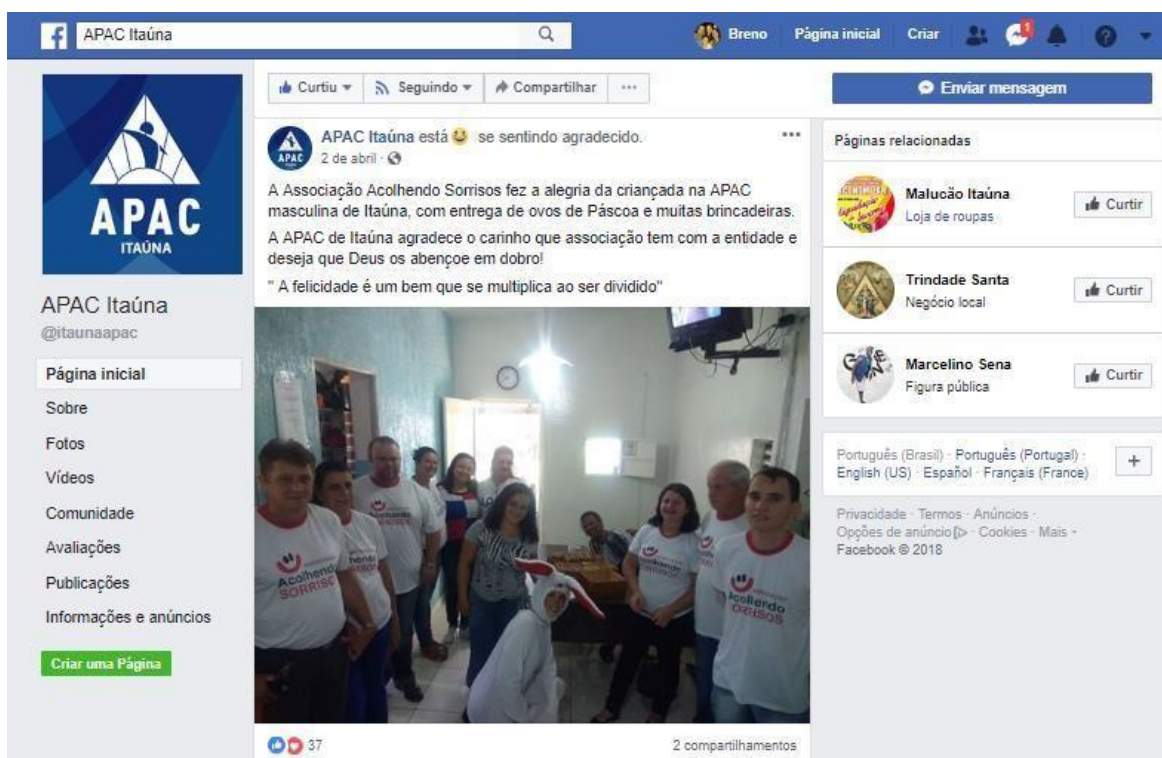 APAC Itaúna
Breno
Página inicial
Criar
1
APAC
ITAÚNA
APAC Itaúna
@itaunaapac
Página inicial
Sobre
Fotos
Vídeos
Comunidade
Avaliações
Publicações
Informações e anúncios
Criar uma Página
Curtiu
Seguindo
Compartilhar
APAC
APAC Itaúna está se sentindo agradecido.
2 de abril ·
A Associação Acolhendo Sorrisos fez a alegria da criançada na APAC
masculina de Itaúna, com entrega de ovos de Páscoa e muitas brincadeiras.
A APAC de Itaúna agradece o carinho que associação tem com a entidade e
deseja que Deus os abençoe em dobro!
" A felicidade é um bem que se multiplica ao ser dividido"
Acolhendo
SORRISO
Acolhendo
SORRISOS
37
2 compartilhamentos
Enviar mensagem
Páginas relacionadas
Malucão Itaúna
Loja de roupas
Curtir
Trindade Santa
Negócio local
Curtir
Marcelino Sena
Figura pública
Curtir
Português (Brasil) · Português (Portugal) ·
English (US) · Español · Français (France)
Privacidade · Termos · Anúncios ·
Opções de anúncio · Cookies · Mais
Facebook © 2018